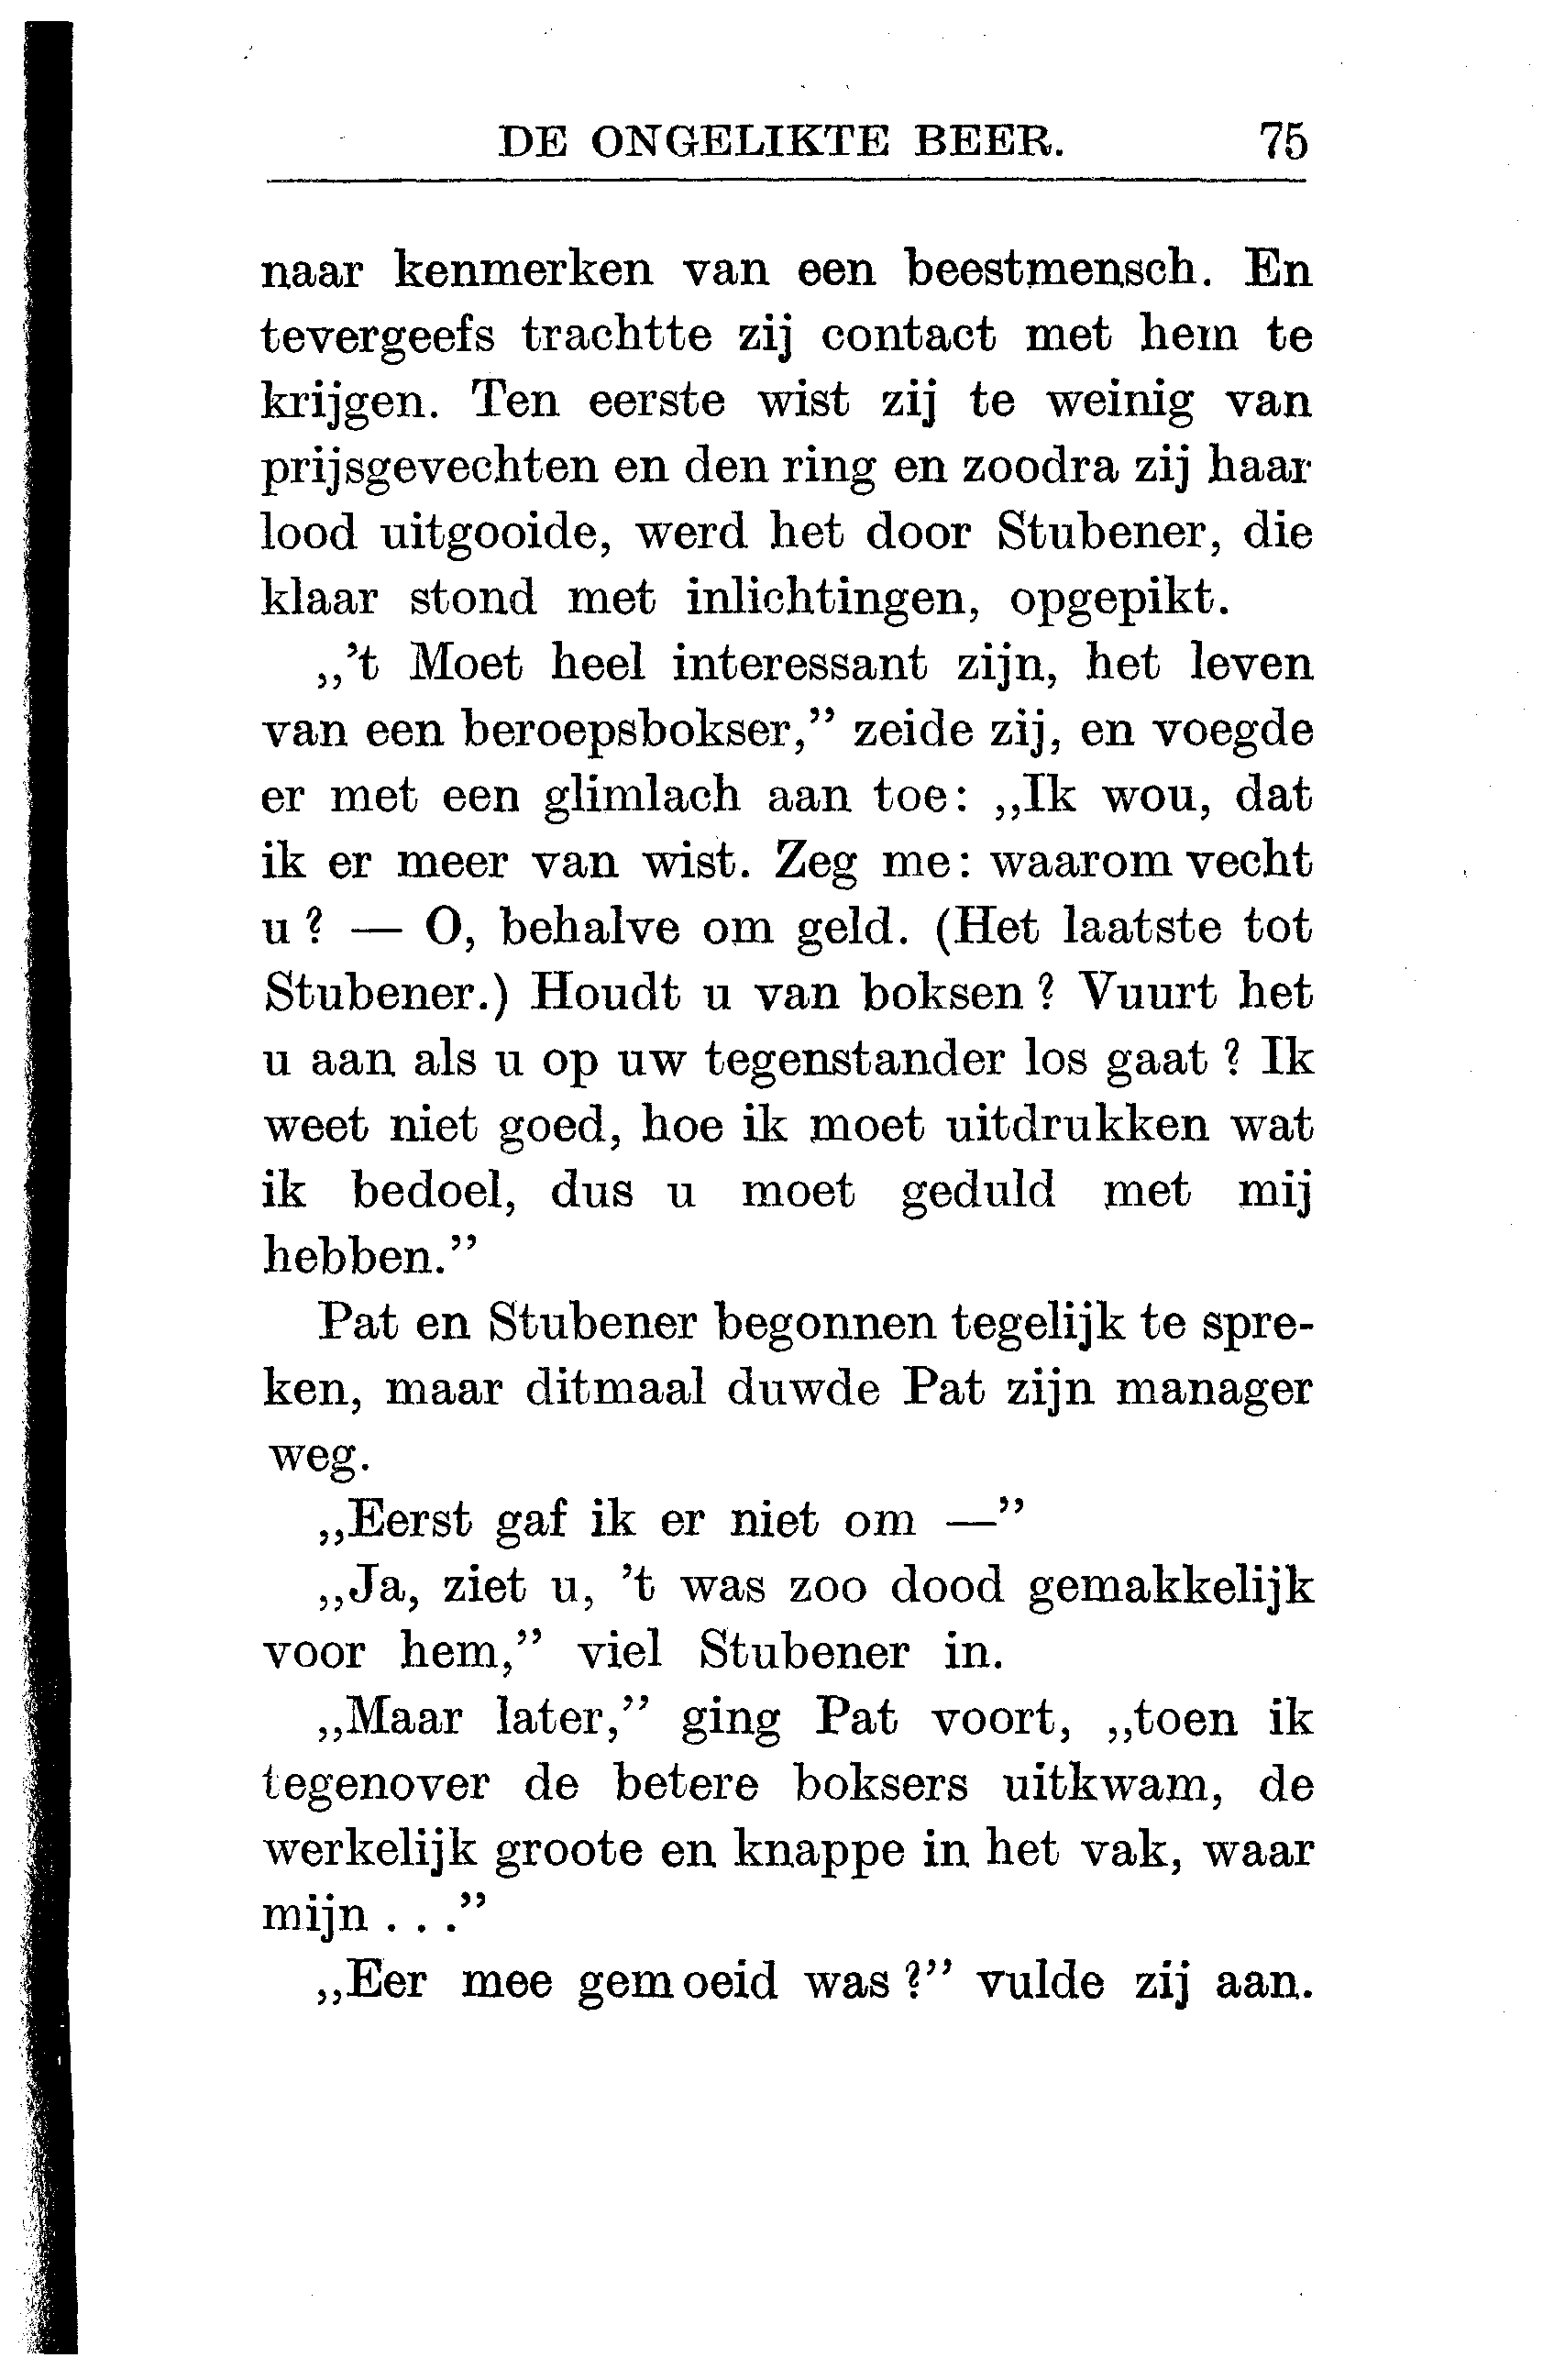 DE ONGELIKTE BEER. 75
naar kenmerken van een beestmensch. En
tevergeefs trachtte zij contact met hem te
krijgen. Ten eerste wist zij te weinig van
prijsgevechten en den ring en zoodra zij haar
lood uitgooide, werd het door Stubener, die
klaar stond met inlichtingen, opgepikt.
„’t Moet heel interessant zijn, het leven
van een beroepsbokser,” zeide zij, en voegde
er met een glimlach aan toe: „Ik wou, dat
ik er meer van wist. Zeg me: waarom vecht
u ? — O, behalve om geld. (Het laatste tot
Stubener.) Houdt u van boksen ? Vuurt het
u aan als u op uw tegenstander los gaat ? Ik
weet niet goed, hoe ik moet uitdrukken wat
ik bedoel, dus u moet geduld met mij
hebben.”
Pat en Stubener begonnen tegelijk te spre-
ken, maar ditmaal duwde Pat zijn manager
weg.
„Eerst gaf ik er niet om —”
„Ja, ziet u, ’t was zoo dood gemakkelijk
voor hem,” viel Stubener in.
„Maar later,” ging Pat voort, „toen ik
tegenover de betere boksers uitkwam, de
werkelijk groote en knappe in het vak, waar
mijn . . .”
„Eer mee gemoeid was ?” vulde zij aan.